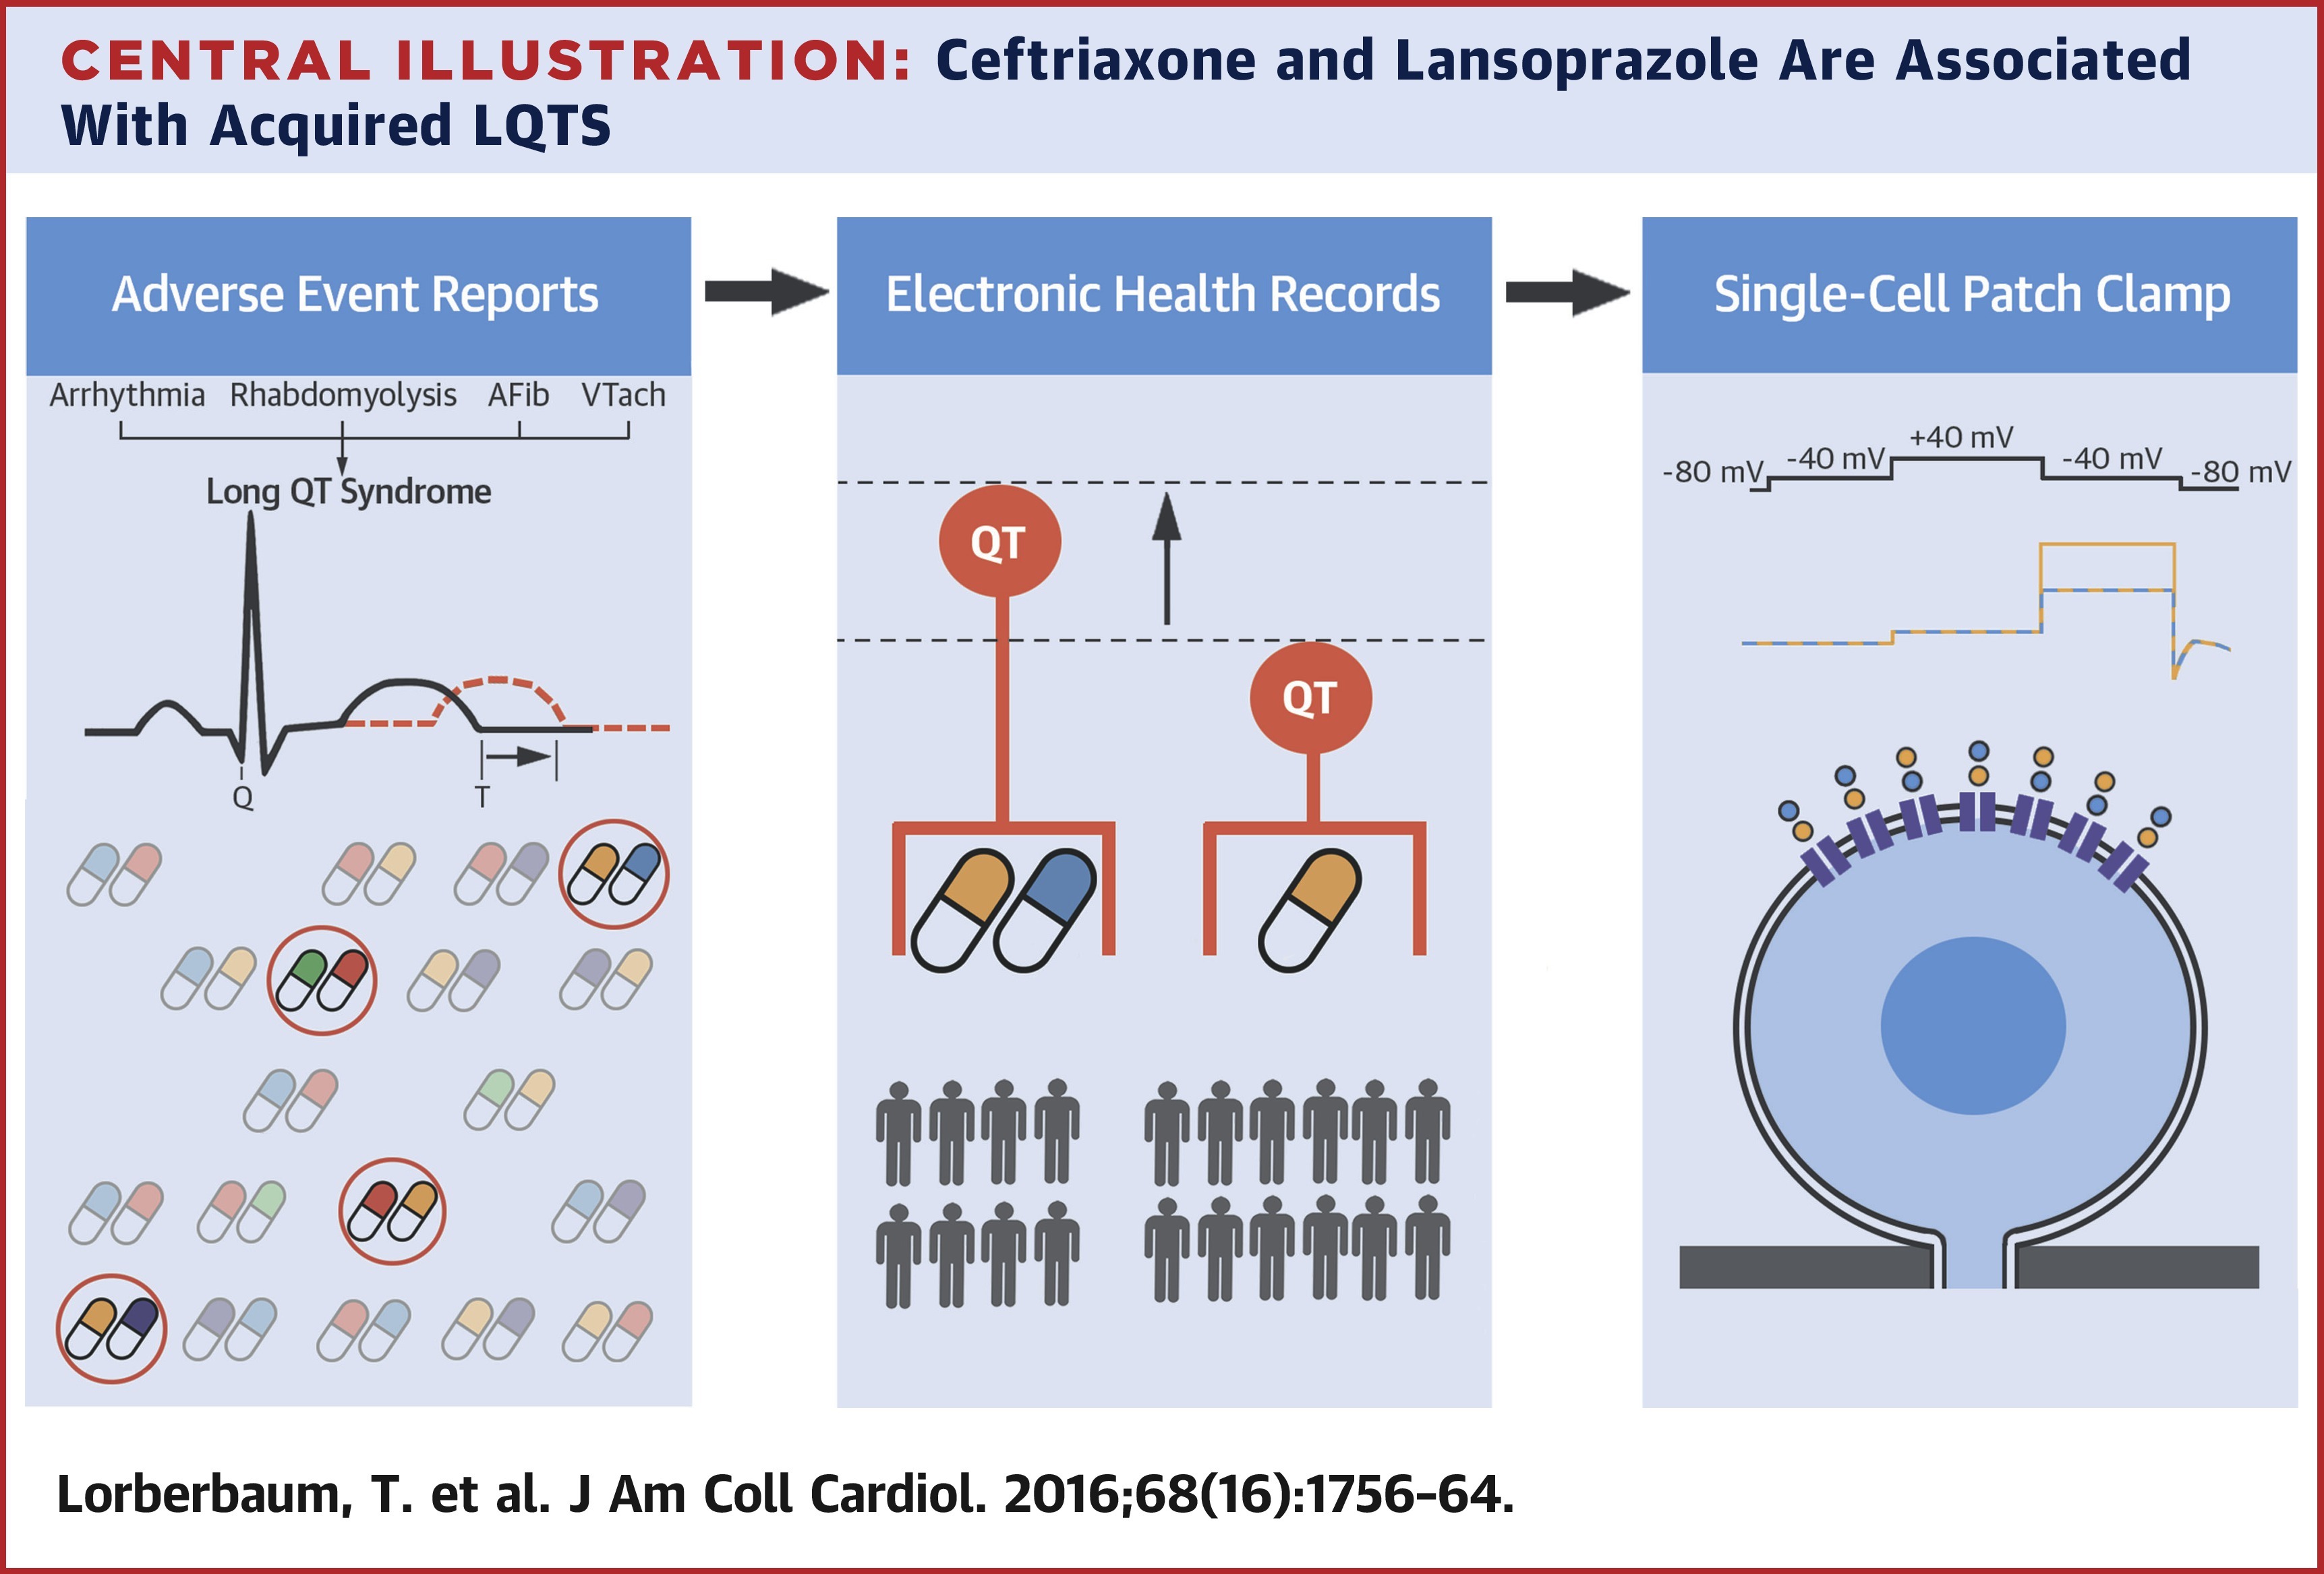 CENTRAL ILLUSTRATION: Ceftriaxone and Lansoprazole Are Associated
With Acquired LQTS
Adverse Event Reports
Arrhythmia Rhabdomyolysis AFib VTach
Long QT Syndrome
Q T
Electronic Health Records
QT
QT
Single-Cell Patch Clamp
-80 mV -40 mV +40 mV -40 mV -80 mV
Lorberbaum, T. et al. J Am Coll Cardiol. 2016;68(16):1756–64.